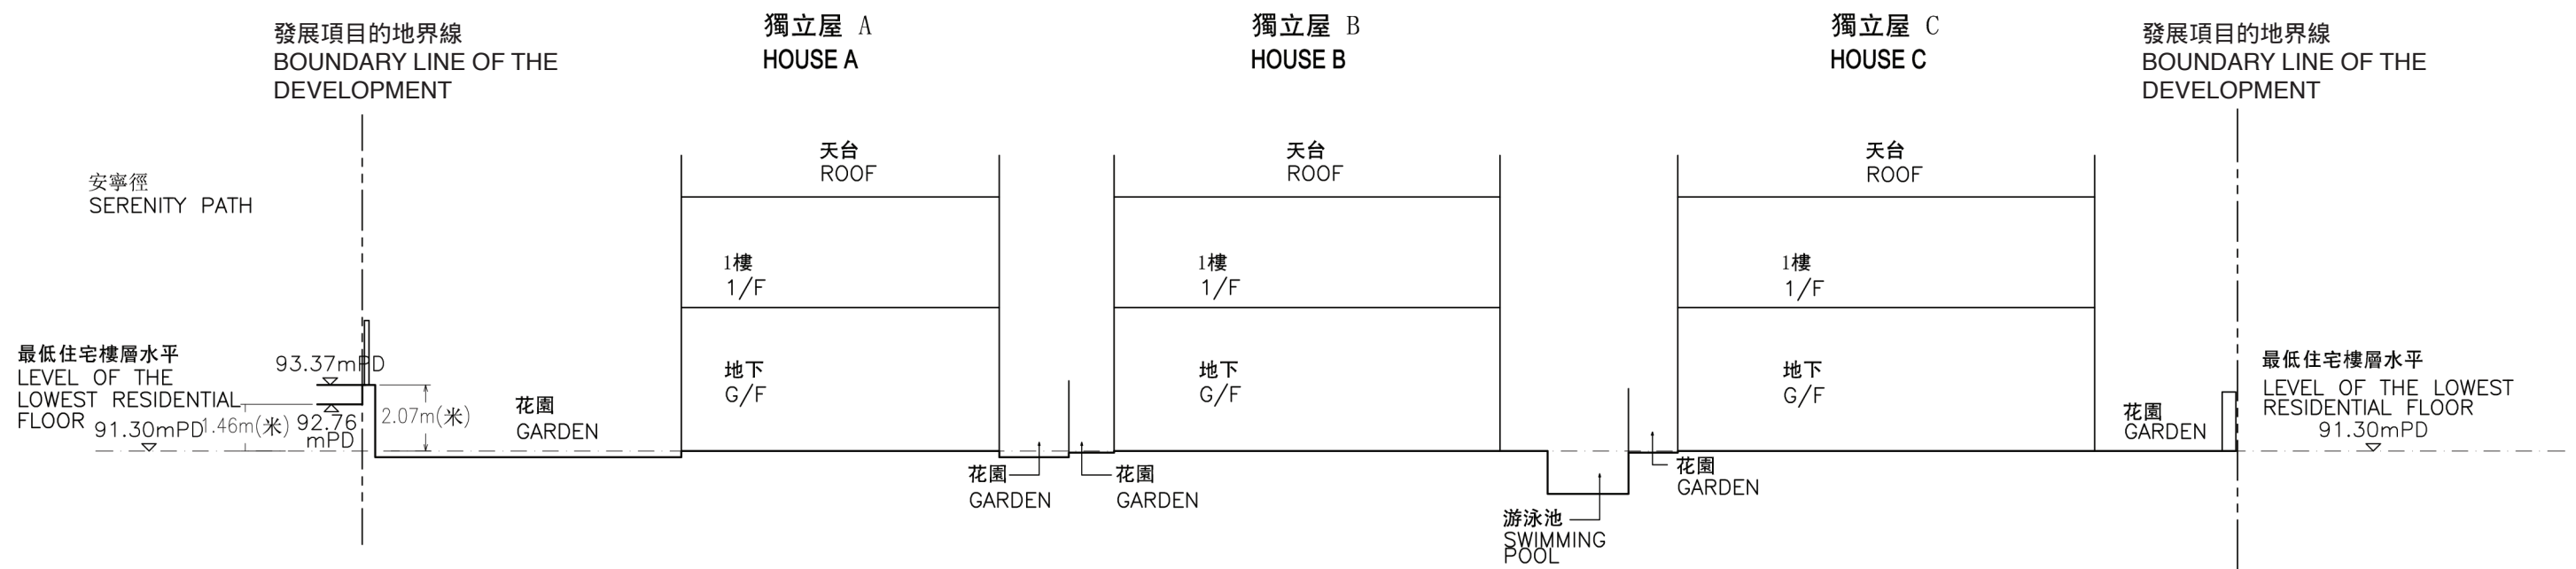 發展項目的地界線
BOUNDARY LINE OF THE
DEVELOPMENT
獨立屋 A
HOUSE A
獨立屋 B
HOUSE B
獨立屋 C
HOUSE C
發展項目的地界線
BOUNDARY LINE OF THE
DEVELOPMENT
安寧徑
SERENITY PATH
天台
ROOF
天台
ROOF
天台
ROOF
1樓
1/F
1樓
1/F
1樓
1/F
最低住宅樓層水平
LEVEL OF THE
LOWEST RESIDENTIAL
FLOOR
91.30mPD
93.37mPD
1.46m(米)
92.76
mPD
2.07m(米)
花園
GARDEN
地下
G/F
地下
G/F
地下
G/F
花園
GARDEN
最低住宅樓層水平
LEVEL OF THE LOWEST
RESIDENTIAL FLOOR
91.30mPD
花園
GARDEN
花園
GARDEN
游泳池
SWIMMING
POOL
花園
GARDEN